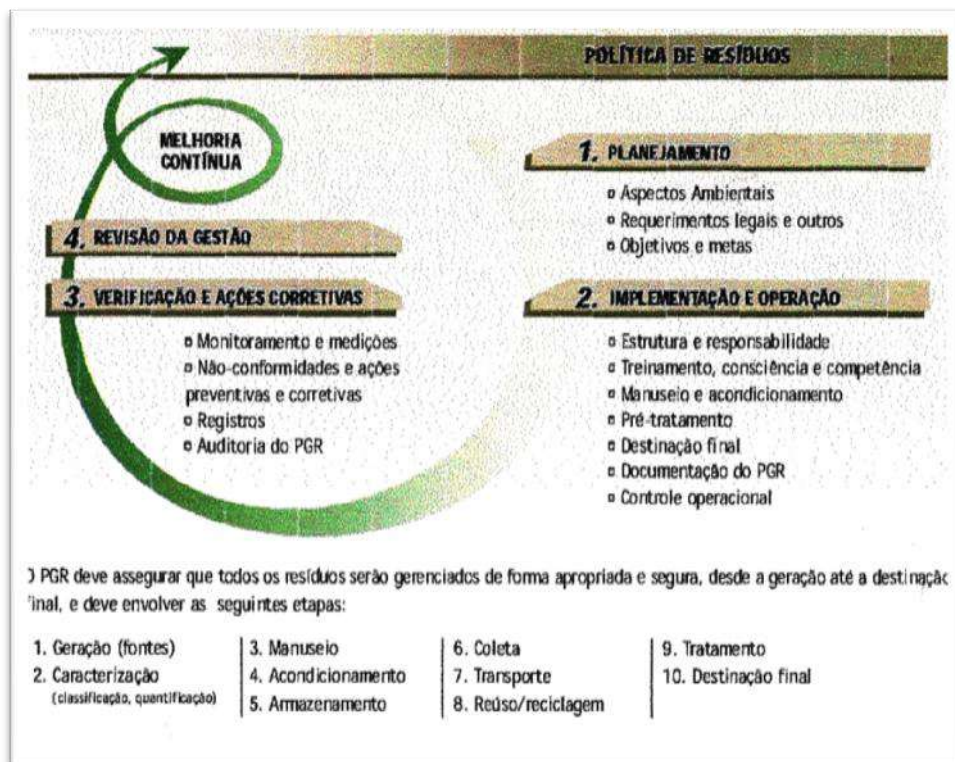 POLÍTICA DE RESÍDUOS
MELHORIA
CONTÍNUA
1. PLANEJAMENTO
▫ Aspectos Ambientais
▫ Requerimentos legais e outros
▫ Objetivos e metas
2. IMPLEMENTAÇÃO E OPERAÇÃO
▫ Estrutura e responsabilidade
▫ Treinamento, consciência e competência
▫ Manuseio e acondicionamento
▫ Pré-tratamento
▫ Destinação final
▫ Documentação do PGR
▫ Controle operacional
3. VERIFICAÇÃO E AÇÕES CORRETIVAS
▫ Monitoramento e medições
▫ Não-conformidades e ações
preventivas e corretivas
▫ Registros
▫ Auditoria do PGR
4. REVISÃO DA GESTÃO
O PGR deve assegurar que todos os resíduos serão gerenciados de forma apropriada e segura, desde a geração até a destinação
final, e deve envolver as seguintes etapas:
1. Geração (fontes)
2. Caracterização
(classificação, quantificação)
3. Manuseio
4. Acondicionamento
5. Armazenamento
6. Coleta
7. Transporte
8. Reúso/reciclagem
9. Tratamento
10. Destinação final